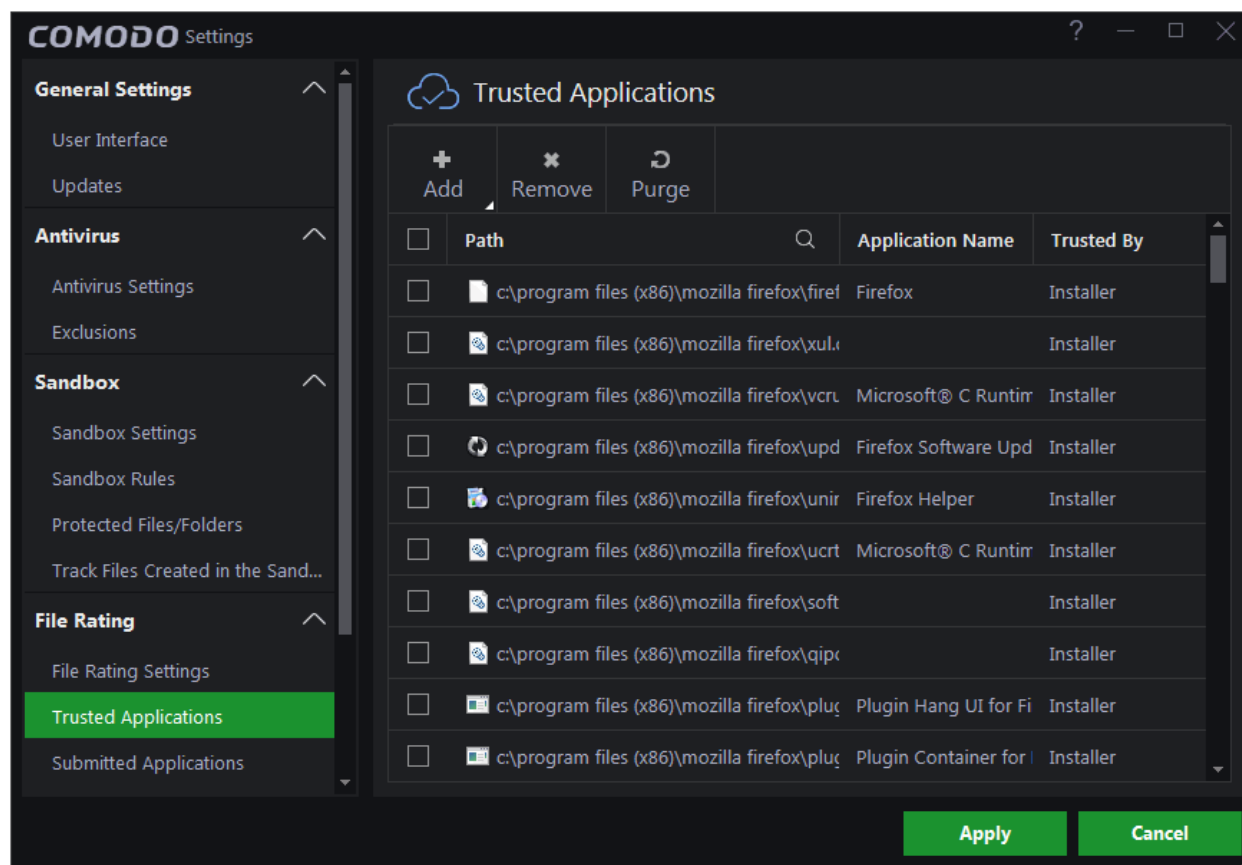 COMODO Settings
?
General Settings
User Interface
Updates
Antivirus
Antivirus Settings
Exclusions
Sandbox
Sandbox Settings
Sandbox Rules
Protected Files/Folders
Track Files Created in the Sand...
File Rating
File Rating Settings
Trusted Applications
Submitted Applications
Trusted Applications
Add Remove Purge
Path Application Name Trusted By
c:\program files (x86)\mozilla firefox\firef Firefox Installer
c:\program files (x86)\mozilla firefox\xul. Installer
c:\program files (x86)\mozilla firefox\vcru Microsoft® C Runtim Installer
c:\program files (x86)\mozilla firefox\upd Firefox Software Upd Installer
c:\program files (x86)\mozilla firefox\unin Firefox Helper Installer
c:\program files (x86)\mozilla firefox\ucrt Microsoft® C Runtim Installer
c:\program files (x86)\mozilla firefox\soft Installer
c:\program files (x86)\mozilla firefox\qipc Installer
c:\program files (x86)\mozilla firefox\plug Plugin Hang UI for Fi Installer
c:\program files (x86)\mozilla firefox\plug Plugin Container for Installer
Apply Cancel